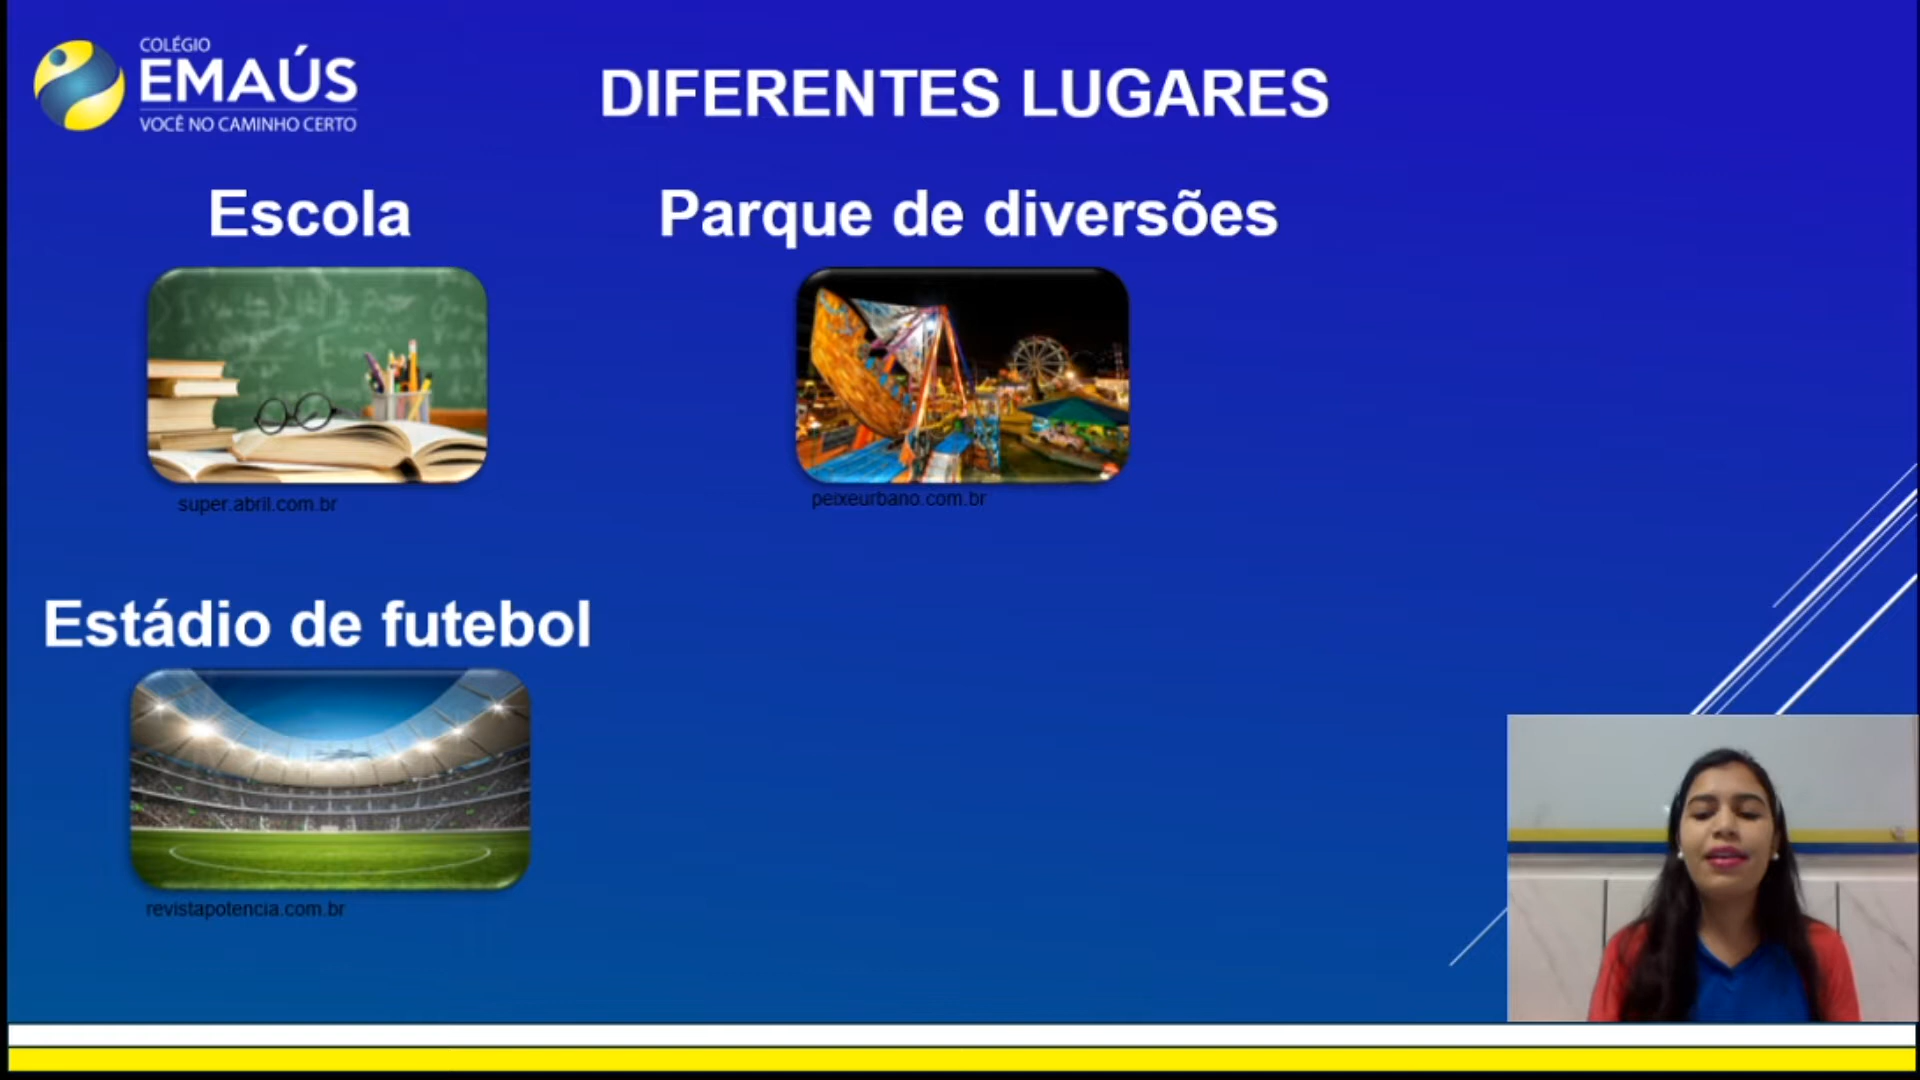 COLÉGIO
EMAÚS
VOCÊ NO CAMINHO CERTO
DIFERENTES LUGARES
Escola
Parque de diversões
super.abril.com.br
peixeurbano.com.br
Estádio de futebol
revistapotencia.com.br